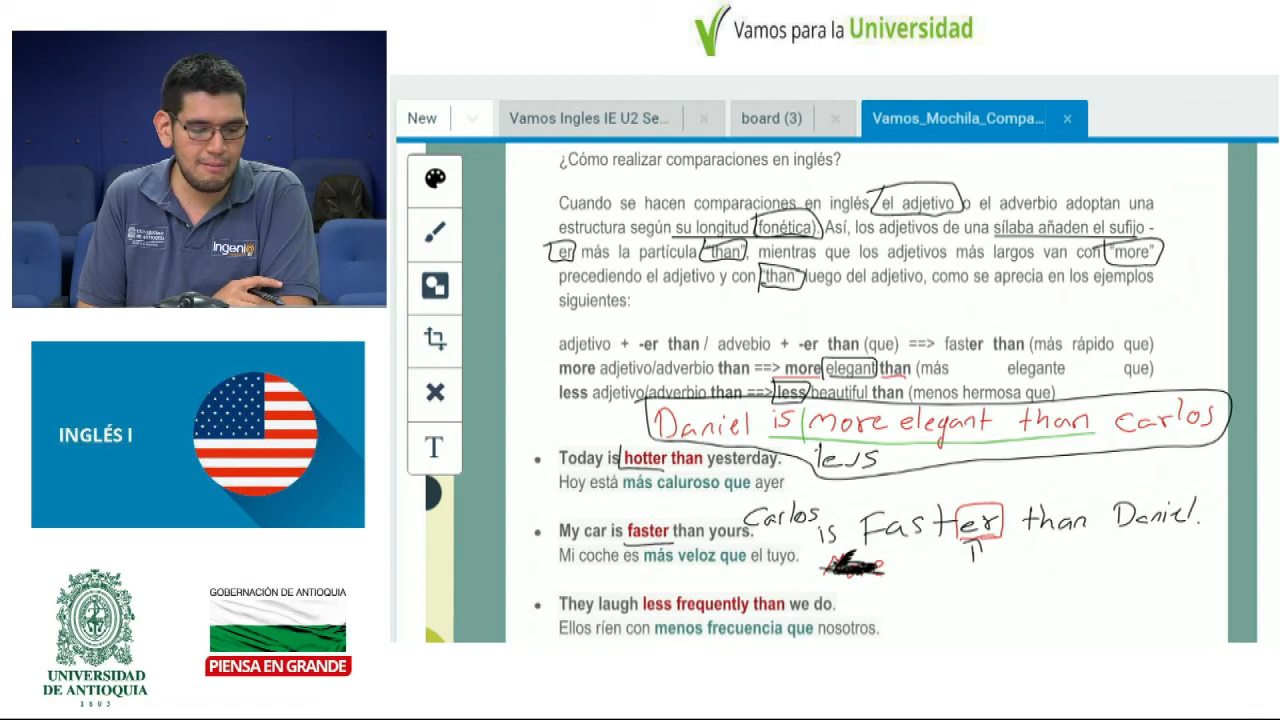 Vamos para la Universidad
New
Vamos Ingles IE U2 Se...
board (3)
Vamos_Mochila_Compa...
¿Cómo realizar comparaciones en inglés?
Cuando se hacen comparaciones en inglés, el adjetivo o el adverbio adoptan una
estructura según su longitud (fonética). Así, los adjetivos de una sílaba añaden el sufijo -
er más la partícula "than", mientras que los adjetivos más largos van con "more"
precediendo el adjetivo y con "than" luego del adjetivo, como se aprecia en los ejemplos
siguientes:
adjetivo + -er than / advebio + -er than (que) ==> faster than (más rápido que)
more adjetivo/adverbio than ==> more elegant than (más elegante que)
less adjetivo/adverbio than ==> less beautiful than (menos hermosa que)
Daniel is more elegant than Carlos
less
• Today is hotter than yesterday.
Hoy está más caluroso que ayer
Carlos is Faster than Daniel.
• My car is faster than yours.
Mi coche es más veloz que el tuyo.
• They laugh less frequently than we do.
Ellos ríen con menos frecuencia que nosotros.
T
ingeni@
INGLÉS I
UNIVERSIDAD
DE ANTIOQUIA
1803
GOBERNACIÓN DE ANTIOQUIA
PIENSA EN GRANDE